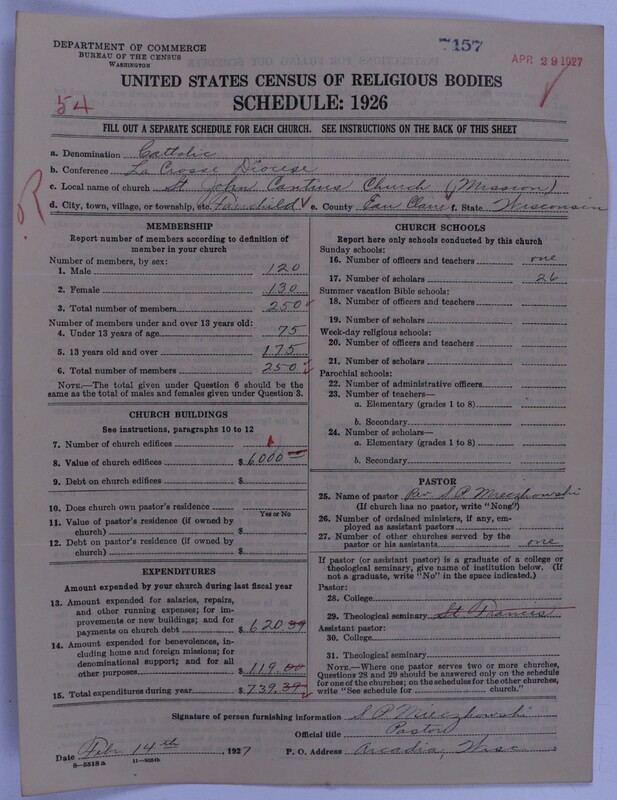 7157
APR 29 1927
DEPARTMENT OF COMMERCE
BUREAU OF THE CENSUS
WASHINGTON
UNITED STATES CENSUS OF RELIGIOUS BODIES
54
SCHEDULE: 1926
FILL OUT A SEPARATE SCHEDULE FOR EACH CHURCH. SEE INSTRUCTIONS ON THE BACK OF THIS SHEET
a. Denomination Catholic
b. Conference La Crosse Diocese
c. Local name of church St. John Cantius Church (Mission)
R
d. City, town, village, or township, etc. Fairchild e. County Eau Claire f. State Wisconsin
MEMBERSHIP
Report number of members according to definition of
member in your church
Number of members, by sex:
1. Male 120
2. Female 130
3. Total number of members 250
Number of members under and over 13 years old:
4. Under 13 years of age 75
5. 13 years old and over 175
6. Total number of members 250
NOTE.—The total given under Question 6 should be
same as the total of males and females given under Question 3.
CHURCH BUILDINGS
See instructions, paragraphs 10 to 12
7. Number of church edifices 1
8. Value of church edifices $ 6000
9. Debt on church edifices $
10. Does church own pastor's residence
Yes or No
11. Value of pastor's residence (if owned by
church) $
12. Debt on pastor's residence (if owned by
church) $
EXPENDITURES
Amount expended by your church during last fiscal year
13. Amount expended for salaries, repairs,
and other running expenses; for im-
provements or new buildings; and for
payments on church debt $ 620.39
14. Amount expended for benevolences, in-
cluding home and foreign missions; for
denominational support; and for all
other purposes $ 119.00
15. Total expenditures during year $ 739.39
CHURCH SCHOOLS
Report here only schools conducted by this church
Sunday schools:
16. Number of officers and teachers one
17. Number of scholars 26
Summer vacation Bible schools:
18. Number of officers and teachers
19. Number of scholars
Week-day religious schools:
20. Number of officers and teachers
21. Number of scholars
Parochial schools:
22. Number of administrative officers
23. Number of teachers—
a. Elementary (grades 1 to 8)
b. Secondary
24. Number of scholars—
a. Elementary (grades 1 to 8)
b. Secondary
PASTOR
25. Name of pastor Rev. S. P. Mieczkowski
(If church has no pastor, write "None")
26. Number of ordained ministers, if any, em-
ployed as assistant pastors
27. Number of other churches served by the
pastor or his assistants one
If pastor (or assistant pastor) is a graduate of a college or
theological seminary, give name of institution below. (If
not a graduate, write "No" in the space indicated.)
Pastor:
28. College
29. Theological seminary St. Francis
Assistant pastor:
30. College
31. Theological seminary
NOTE.—Where one pastor serves two or more churches,
Questions 28 and 29 should be answered only on the schedule
for one of the churches; on the schedules for the other churches,
write "See schedule for church."
Signature of person furnishing information S. P. Mieczkowski
Official title Pastor
Date Febr 14th, 1927 P. O. Address Arcadia, Wisc
8—5518 a